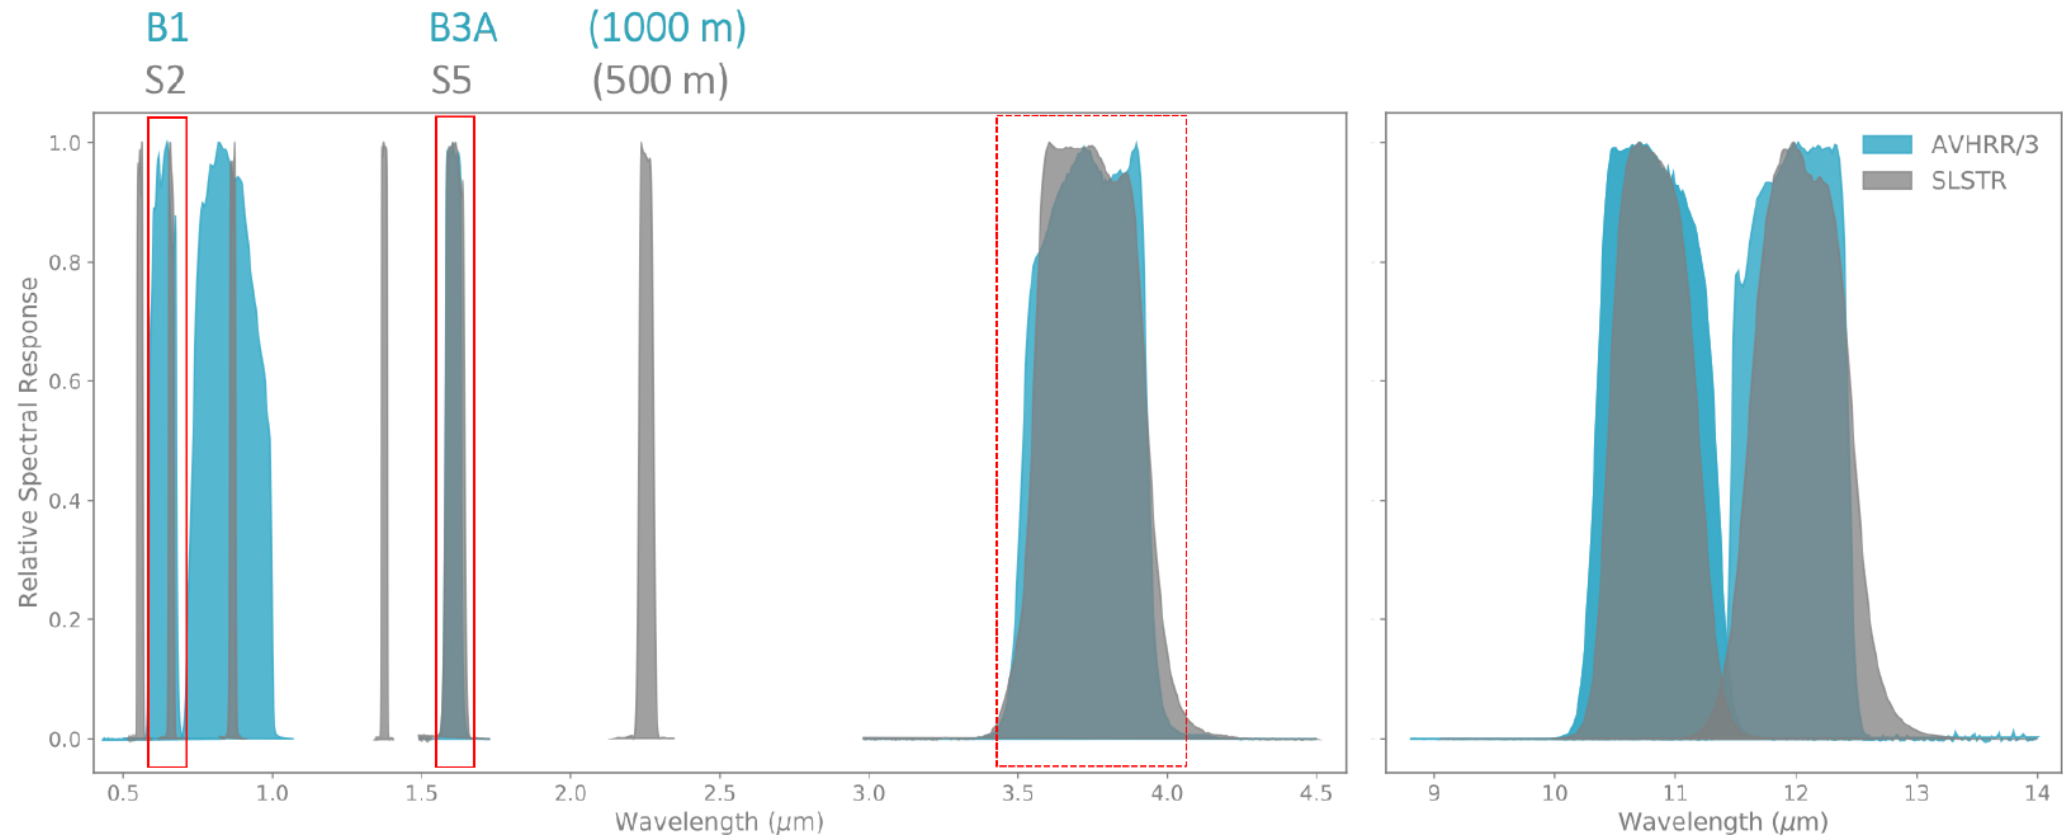 B1 B3A (1000 m)
S2 S5 (500 m)
AVHRR/3
SLSTR
Relative Spectral Response
1.0
0.8
0.6
0.4
0.2
0.0
0.5 1.0 1.5 2.0 2.5 3.0 3.5 4.0 4.5
Wavelength (μm)
9 10 11 12 13 14
Wavelength (μm)